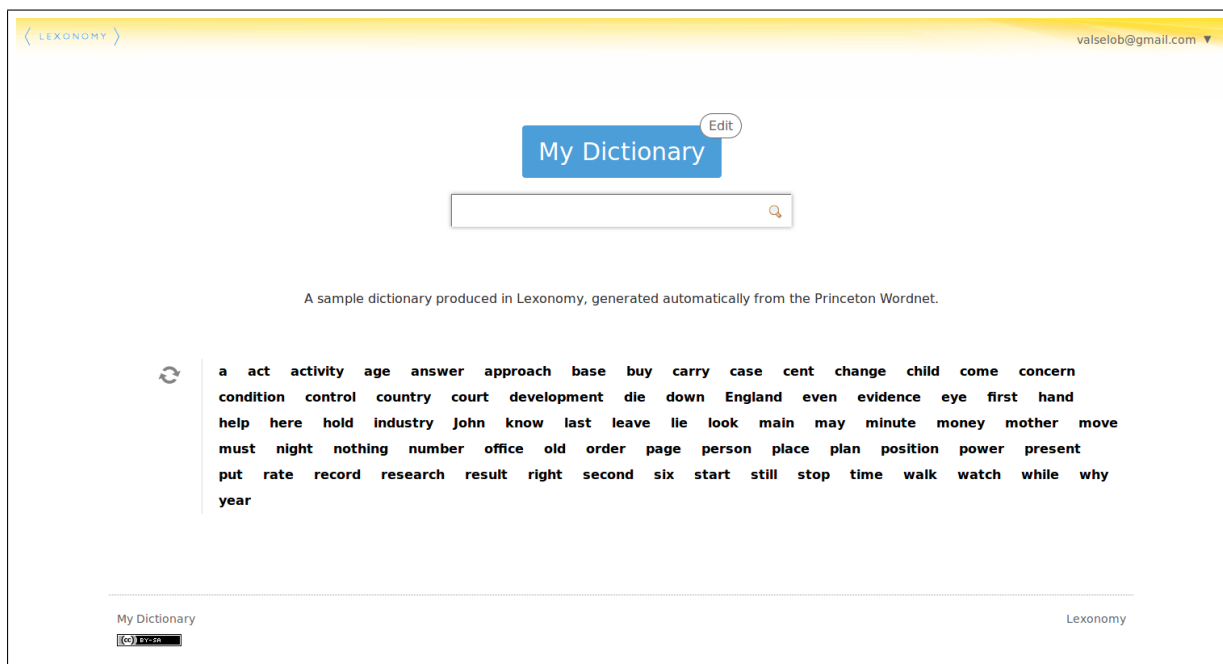 ⟨ LEXONOMY ⟩
valselob@gmail.com ▼
Edit
My Dictionary
A sample dictionary produced in Lexonomy, generated automatically from the Princeton Wordnet.
a act activity age answer approach base buy carry case cent change child come concern
condition control country court development die down England even evidence eye first hand
help here hold industry John know last leave lie look main may minute money mother move
must night nothing number office old order page person place plan position power present
put rate record research result right second six start still stop time walk watch while why
year
My Dictionary
Lexonomy
(cc) BY-SA